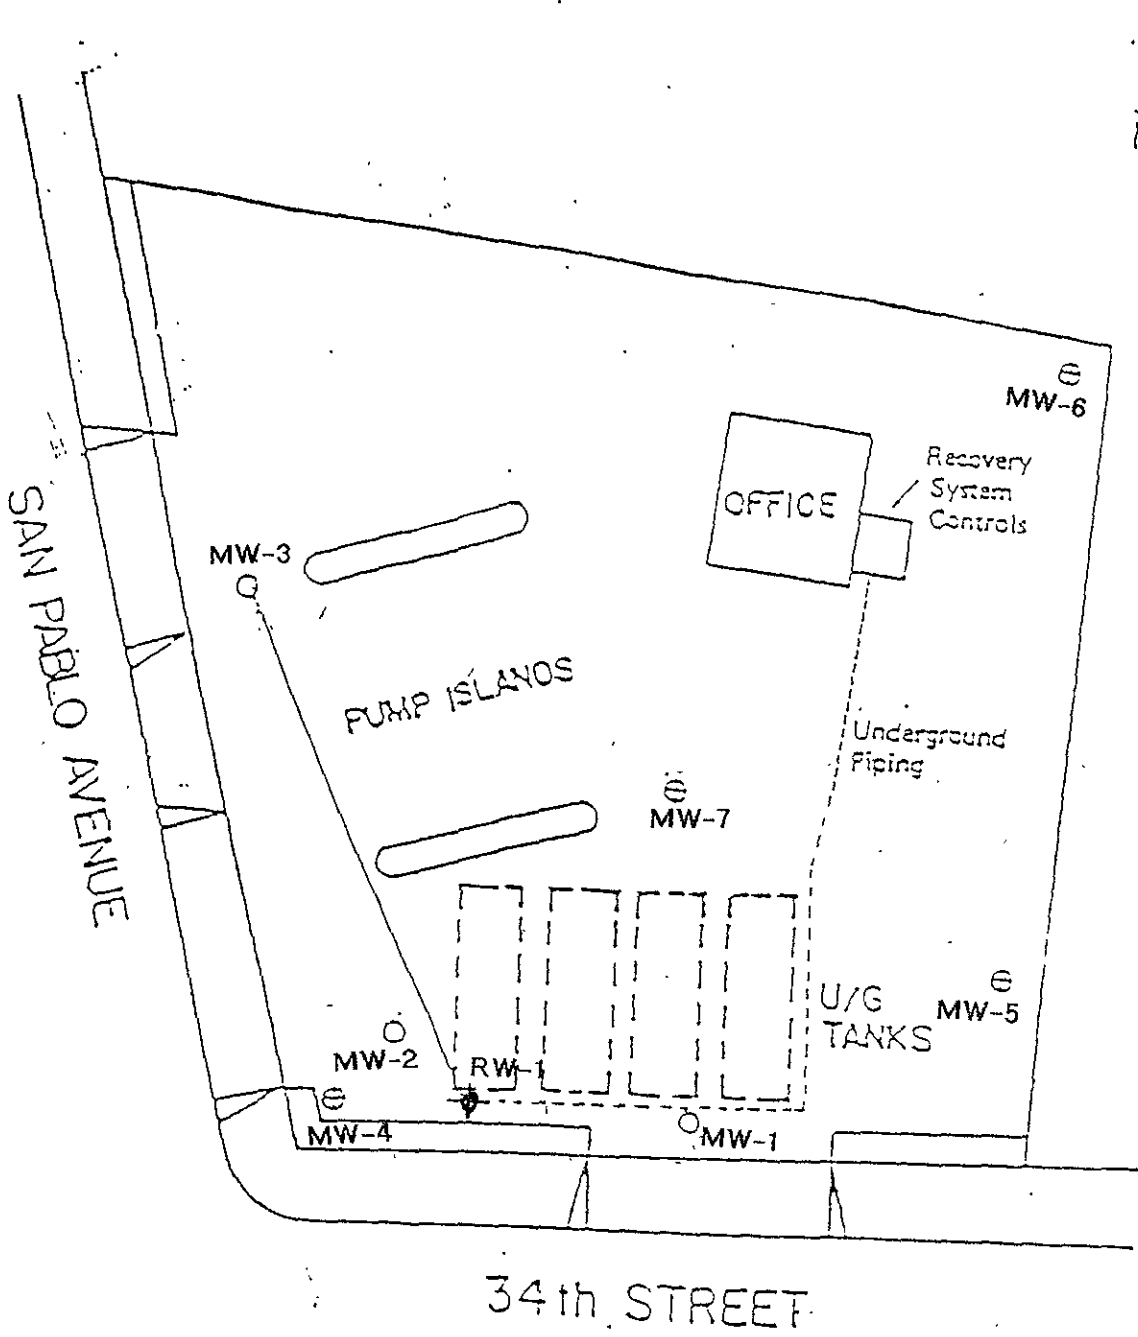 MW-6
Recovery
System
Controls
OFFICE
MW-3
SAN PABLO AVENUE
PUMP ISLANDS
Underground
Piping
MW-7
U/G
TANKS
MW-5
MW-2
RW-1
MW-4
MW-1
34th STREET